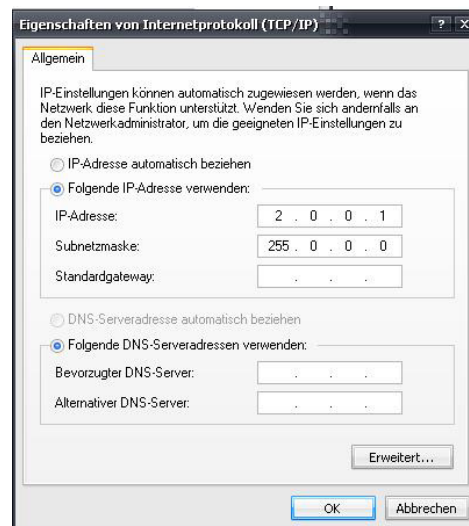 Eigenschaften von Internetprotokoll (TCP/IP)
Allgemein
IP-Einstellungen können automatisch zugewiesen werden, wenn das
Netzwerk diese Funktion unterstützt. Wenden Sie sich andernfalls an
den Netzwerkadministrator, um die geeigneten IP-Einstellungen zu
beziehen.
IP-Adresse automatisch beziehen
Folgende IP-Adresse verwenden:
IP-Adresse: 2 . 0 . 0 . 1
Subnetzmaske: 255 . 0 . 0 . 0
Standardgateway: . . .
DNS-Serveradresse automatisch beziehen
Folgende DNS-Serveradressen verwenden:
Bevorzugter DNS-Server: . . .
Alternativer DNS-Server: . . .
Erweitert...
OK Abbrechen